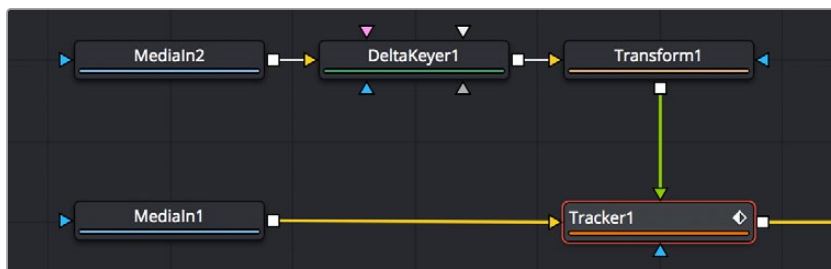 MediaIn2
DeltaKeyer1
Transform1
MediaIn1
Tracker1